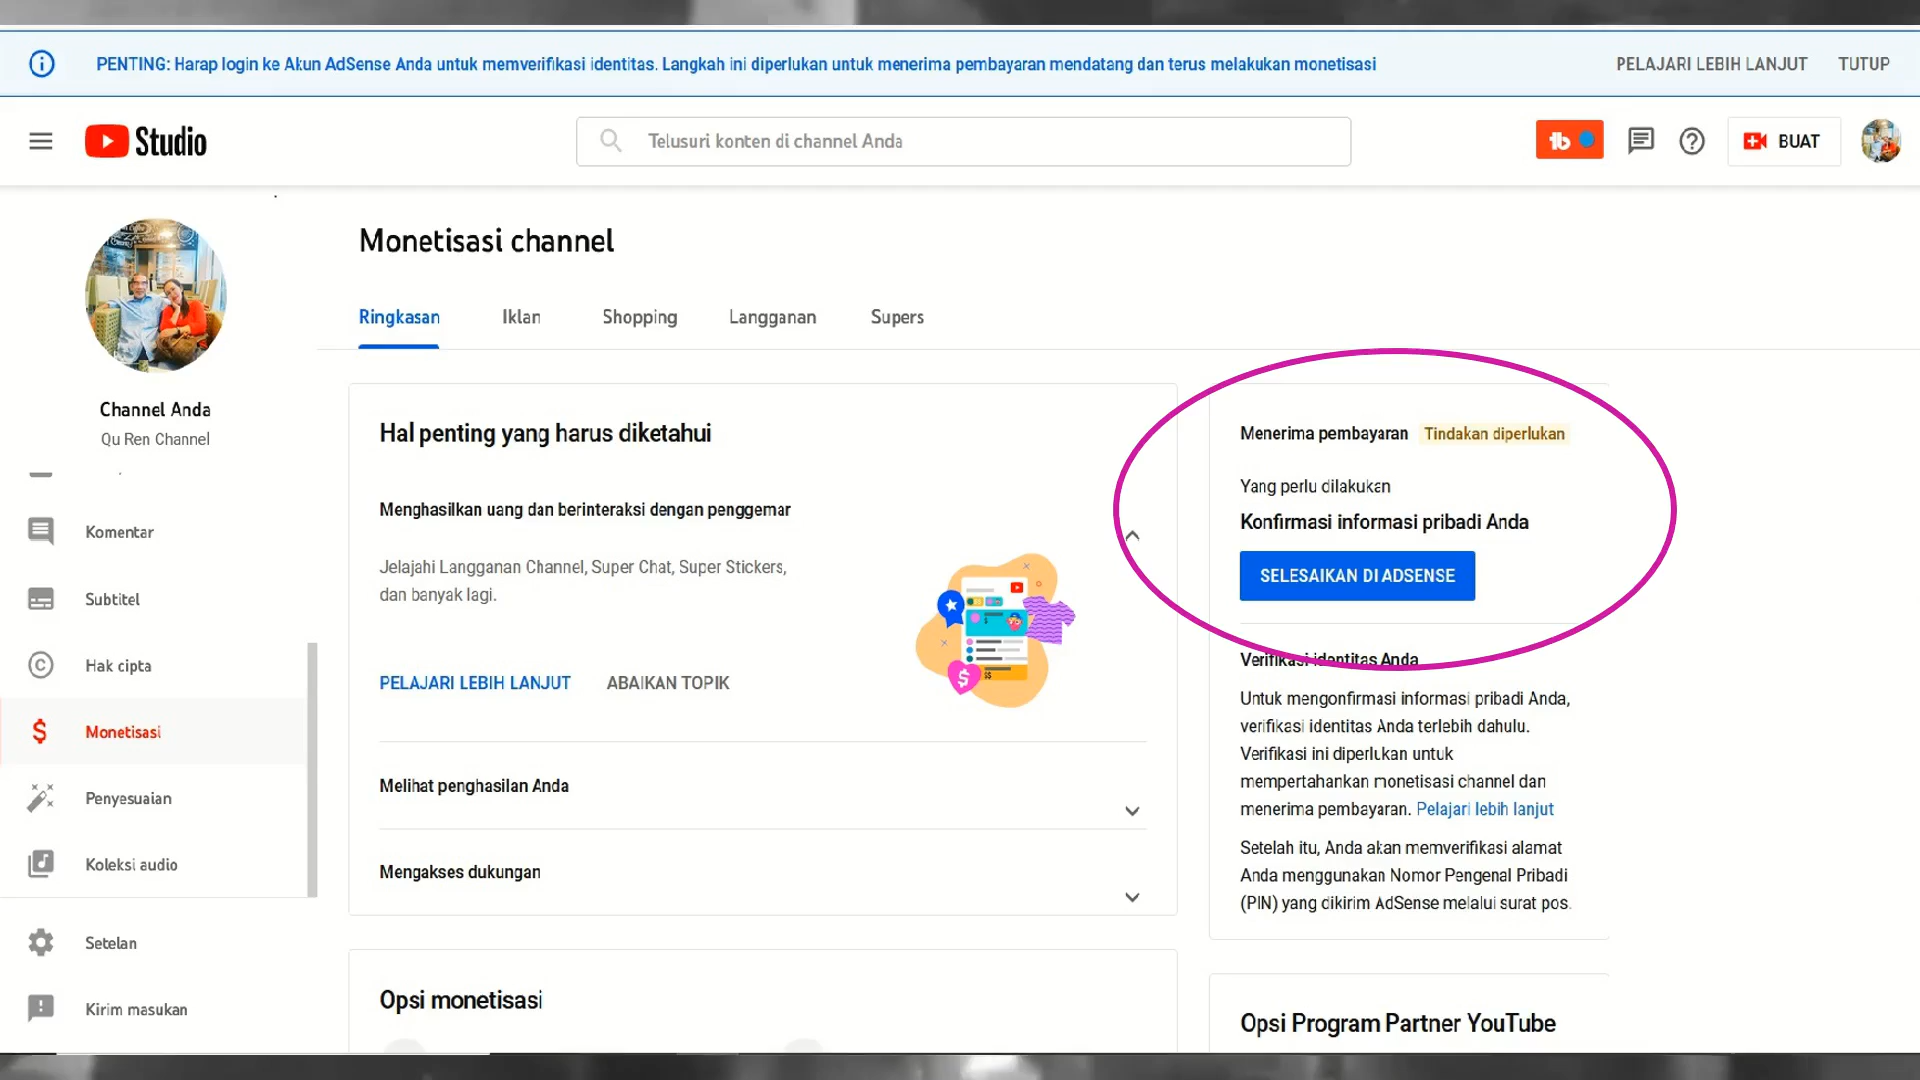 PENTING: Harap login ke Akun AdSense Anda untuk memverifikasi identitas. Langkah ini diperlukan untuk menerima pembayaran mendatang dan terus melakukan monetisasi
PELAJARI LEBIH LANJUT
TUTUP
Studio
Telusuri konten di channel Anda
tb
BUAT
Channel Anda
Qu Ren Channel
Komentar
Subtitel
Hak cipta
Monetisasi
Penyesuaian
Koleksi audio
Setelan
Kirim masukan
Monetisasi channel
Ringkasan
Iklan
Shopping
Langganan
Supers
Hal penting yang harus diketahui
Menghasilkan uang dan berinteraksi dengan penggemar
Jelajahi Langganan Channel, Super Chat, Super Stickers,
dan banyak lagi.
PELAJARI LEBIH LANJUT
ABAIKAN TOPIK
Melihat penghasilan Anda
Mengakses dukungan
Opsi monetisasi
Menerima pembayaran
Tindakan diperlukan
Yang perlu dilakukan
Konfirmasi informasi pribadi Anda
SELESAIKAN DI ADSENSE
Verifikasi identitas Anda
Untuk mengonfirmasi informasi pribadi Anda,
verifikasi identitas Anda terlebih dahulu.
Verifikasi ini diperlukan untuk
mempertahankan monetisasi channel dan
menerima pembayaran. Pelajari lebih lanjut
Setelah itu, Anda akan memverifikasi alamat
Anda menggunakan Nomor Pengenal Pribadi
(PIN) yang dikirim AdSense melalui surat pos.
Opsi Program Partner YouTube